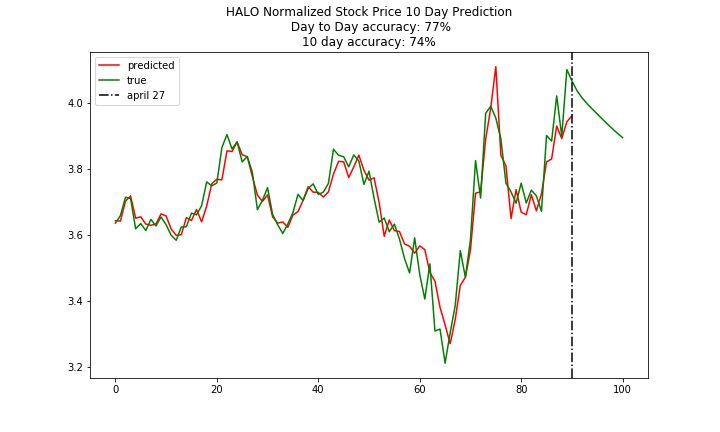 HALO Normalized Stock Price 10 Day Prediction
Day to Day accuracy: 77%
10 day accuracy: 74%
predicted
true
april 27
4.0
3.8
3.6
3.4
3.2
0
20
40
60
80
100